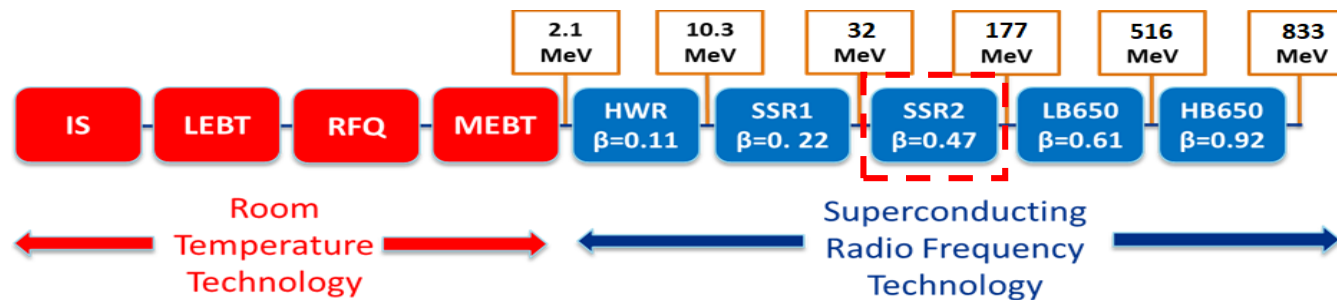 2.1
MeV
10.3
MeV
32
MeV
177
MeV
516
MeV
833
MeV
IS
LEBT
RFQ
MEBT
HWR
β=0.11
SSR1
β=0. 22
SSR2
β=0.47
LB650
β=0.61
HB650
β=0.92
Room
Temperature
Technology
Superconducting
Radio Frequency
Technology